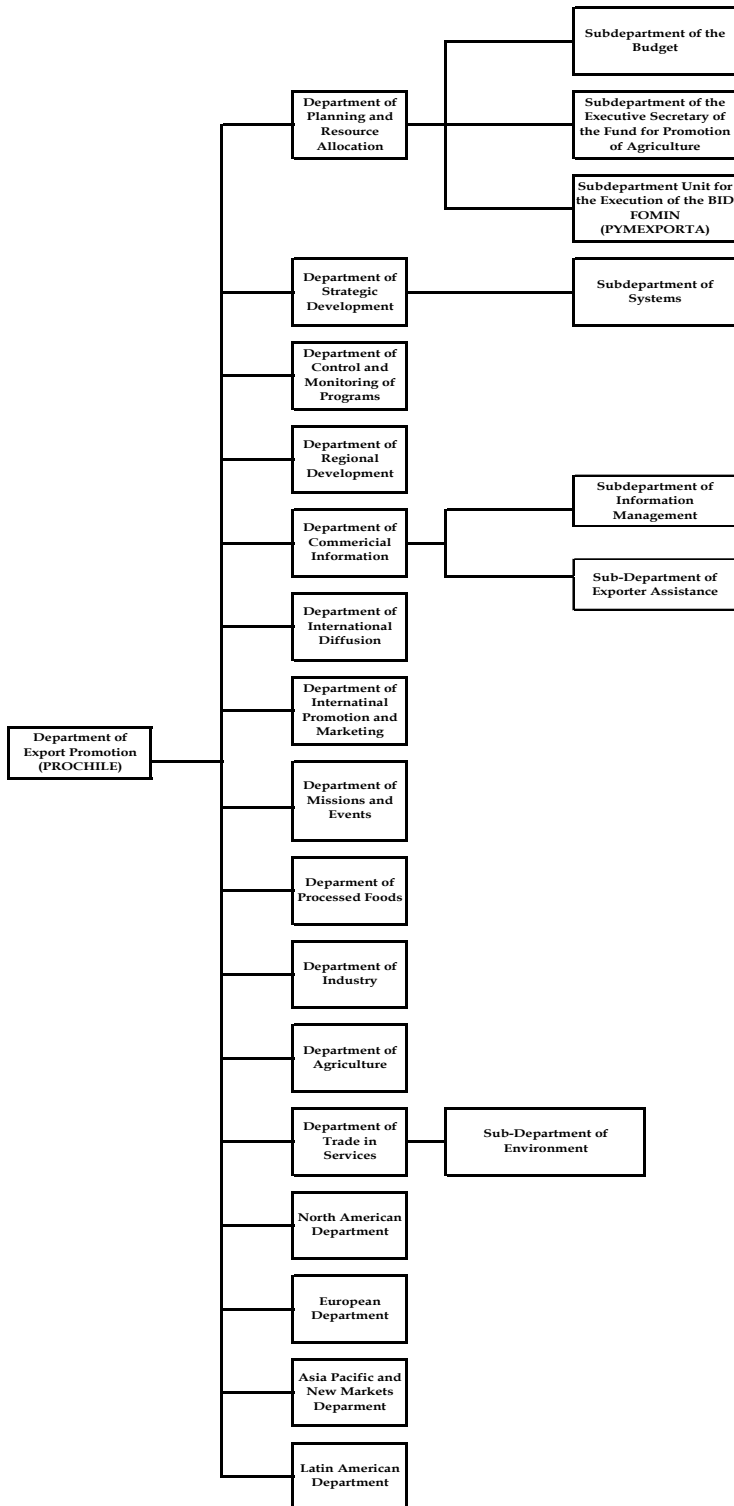 Subdepartment of the
Budget
Department of
Planning and
Resource
Allocation
Subdepartment of the
Executive Secretary of
the Fund for Promotion
of Agriculture
Subdepartment Unit for
the Execution of the BID
FOMIN
(PYMEXPORTA)
Department of
Strategic
Development
Subdepartment of
Systems
Department of
Control and
Monitoring of
Programs
Department of
Regional
Development
Subdepartment of
Information
Management
Department of
Commericial
Information
Sub-Department of
Exporter Assistance
Department of
International
Diffusion
Department of
Internatinal
Promotion and
Marketing
Department of
Export Promotion
(PROCHILE)
Department of
Missions and
Events
Deparment of
Processed Foods
Department of
Industry
Department of
Agriculture
Department of
Trade in
Services
Sub-Department of
Environment
North American
Department
European
Department
Asia Pacific and
New Markets
Deparment
Latin American
Department